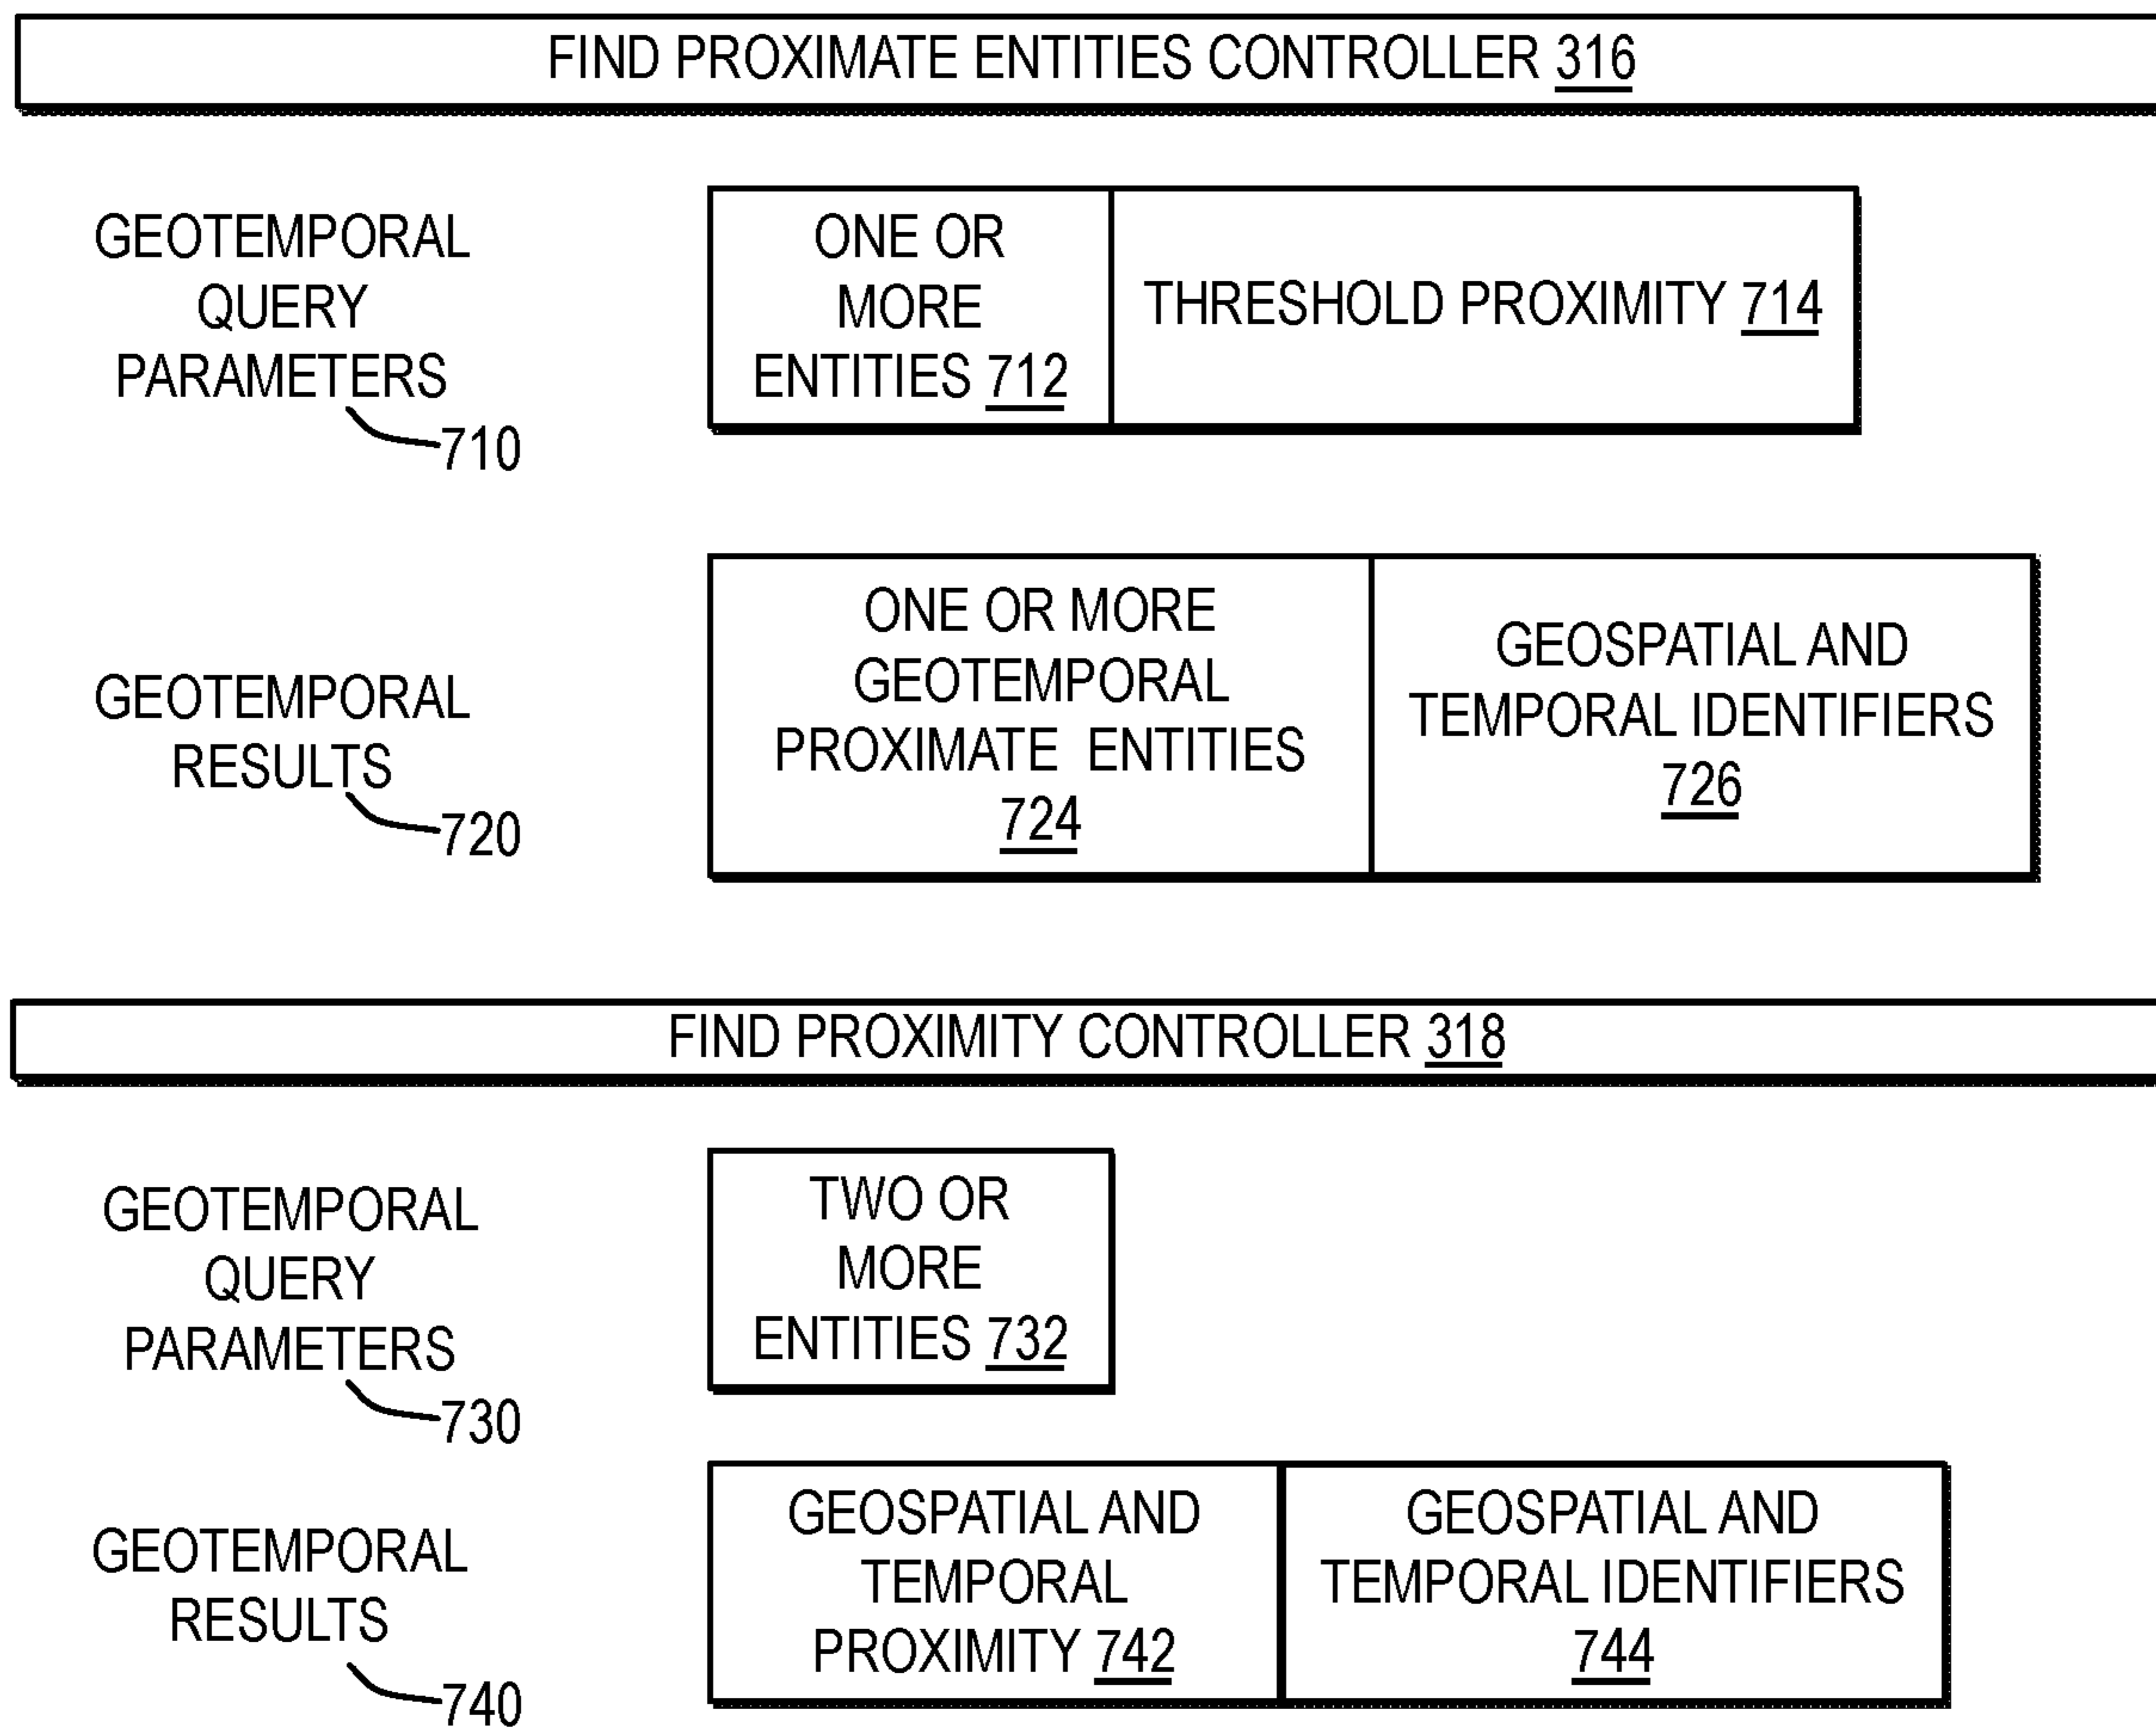 FIND PROXIMATE ENTITIES CONTROLLER 316
GEOTEMPORAL
QUERY
PARAMETERS
710
ONE OR
MORE
ENTITIES 712
THRESHOLD PROXIMITY 714
GEOTEMPORAL
RESULTS
720
ONE OR MORE
GEOTEMPORAL
PROXIMATE ENTITIES
724
GEOSPATIAL AND
TEMPORAL IDENTIFIERS
726
FIND PROXIMITY CONTROLLER 318
GEOTEMPORAL
QUERY
PARAMETERS
730
TWO OR
MORE
ENTITIES 732
GEOTEMPORAL
RESULTS
740
GEOSPATIAL AND
TEMPORAL
PROXIMITY 742
GEOSPATIAL AND
TEMPORAL IDENTIFIERS
744